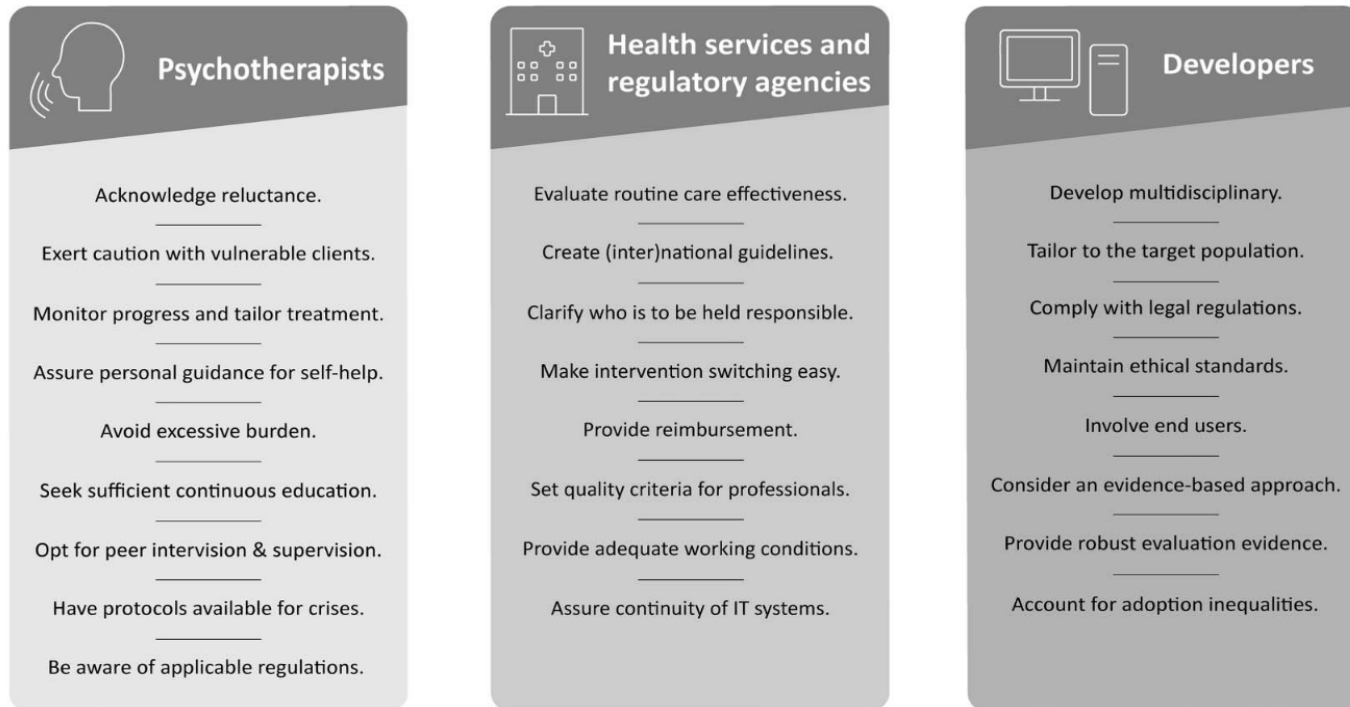 Psychotherapists
Acknowledge reluctance.
Exert caution with vulnerable clients.
Monitor progress and tailor treatment.
Assure personal guidance for self-help.
Avoid excessive burden.
Seek sufficient continuous education.
Opt for peer intervision & supervision.
Have protocols available for crises.
Be aware of applicable regulations.
Health services and
regulatory agencies
Evaluate routine care effectiveness.
Create (inter)national guidelines.
Clarify who is to be held responsible.
Make intervention switching easy.
Provide reimbursement.
Set quality criteria for professionals.
Provide adequate working conditions.
Assure continuity of IT systems.
Developers
Develop multidisciplinary.
Tailor to the target population.
Comply with legal regulations.
Maintain ethical standards.
Involve end users.
Consider an evidence-based approach.
Provide robust evaluation evidence.
Account for adoption inequalities.